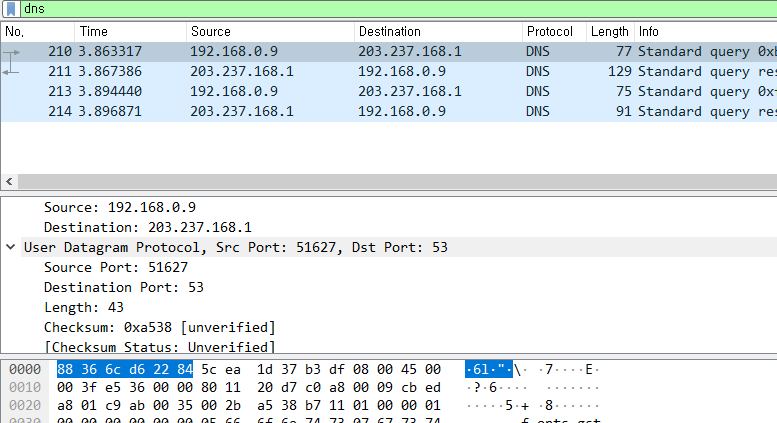 dns
No. Time Source Destination Protocol Length Info
210 3.863317 192.168.0.9 203.237.168.1 DNS 77 Standard query 0xb
211 3.867386 203.237.168.1 192.168.0.9 DNS 129 Standard query res
213 3.894440 192.168.0.9 203.237.168.1 DNS 75 Standard query 0x
214 3.896871 203.237.168.1 192.168.0.9 DNS 91 Standard query res
Source: 192.168.0.9
Destination: 203.237.168.1
User Datagram Protocol, Src Port: 51627, Dst Port: 53
Source Port: 51627
Destination Port: 53
Length: 43
Checksum: 0xa538 [unverified]
[Checksum Status: Unverified]
0000 88 36 6c d6 22 84 5c ea 1d 37 b3 df 08 00 45 00 ·6l·"·\· ·7····E·
0010 00 3f e5 36 00 00 80 11 20 d7 c0 a8 00 09 cb ed ·?·6···· ·······
0020 a8 01 c9 ab 00 35 00 2b a5 38 b7 11 01 00 00 01 ·····5·+ ·8······